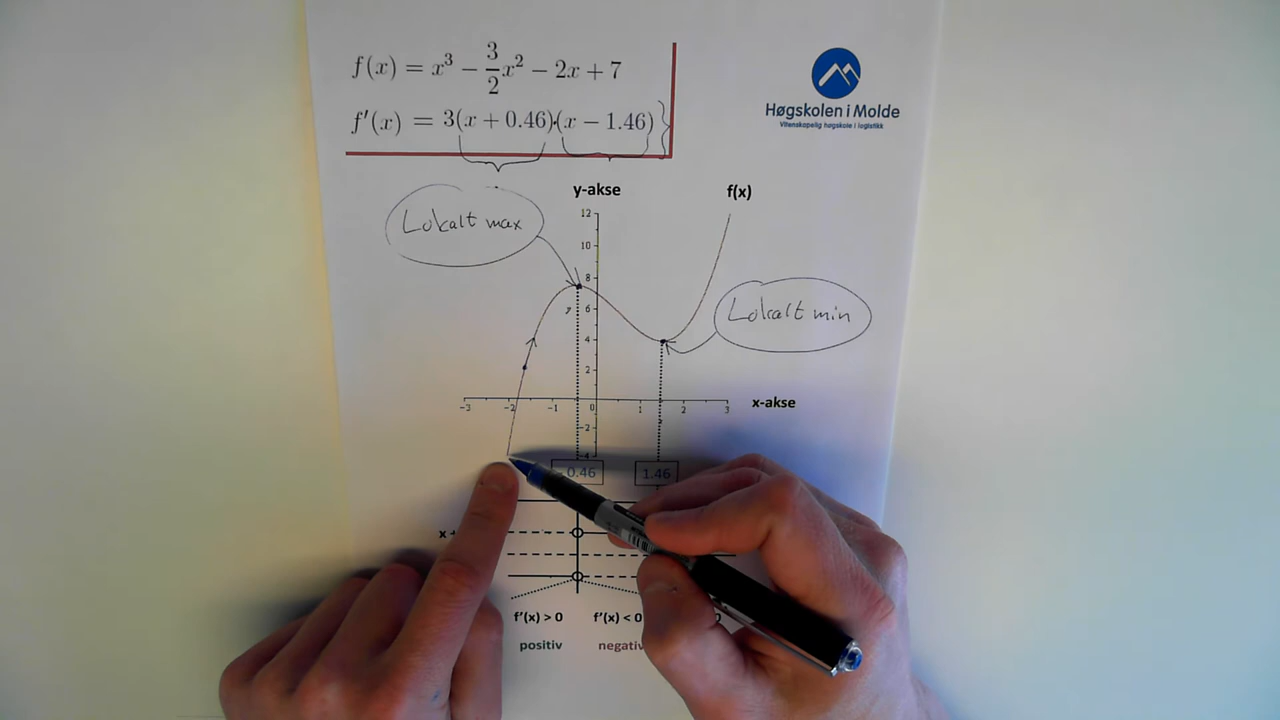 f(x) = x³ − 3/2 x² − 2x + 7
f'(x) = 3(x + 0.46)·(x − 1.46)
Høgskolen i Molde
Vitenskapelig høgskole i logistikk
y-akse
f(x)
Lokalt max
12
10
8
y
6
Lokalt min
4
2
-3 -2 -1 0 1 2 3
x-akse
-2
-4
-0.46
1.46
x
f'(x) > 0
f'(x) < 0
0
positiv
negativ